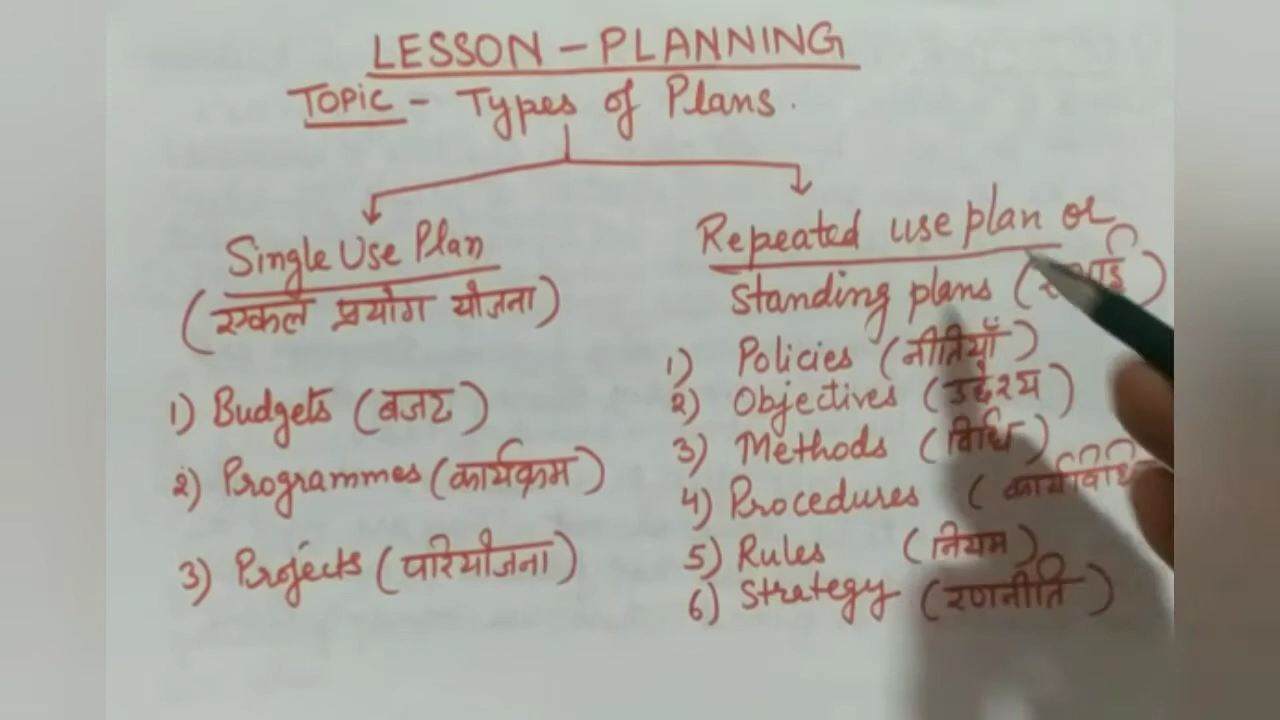 LESSON - PLANNING
TOPIC - Types of Plans.
Single Use Plan
(एकल प्रयोग योजना)
1) Budgets (बजट)
2) Programmes (कार्यक्रम)
3) Projects (परियोजना)
Repeated use plan or
Standing plans (
1) Policies (नीतियाँ)
2) Objectives (उद्देश्य)
3) Methods (विधि)
4) Procedures (कार्यविधि
5) Rules (नियम)
6) Strategy (रणनीति)